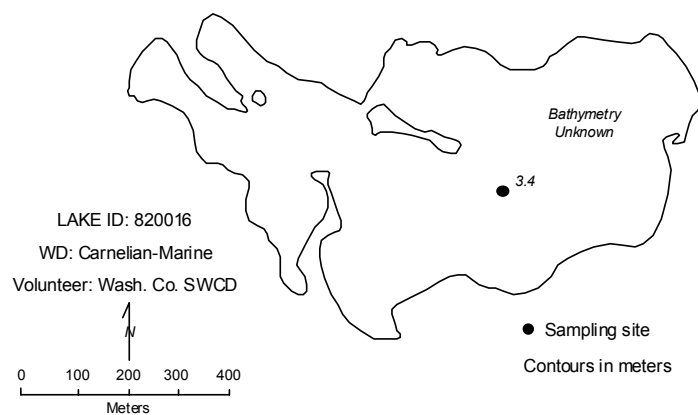 Bathymetry
Unknown
3.4
LAKE ID: 820016
WD: Carnelian-Marine
Volunteer: Wash. Co. SWCD
N
Sampling site
Contours in meters
0 100 200 300 400
Meters